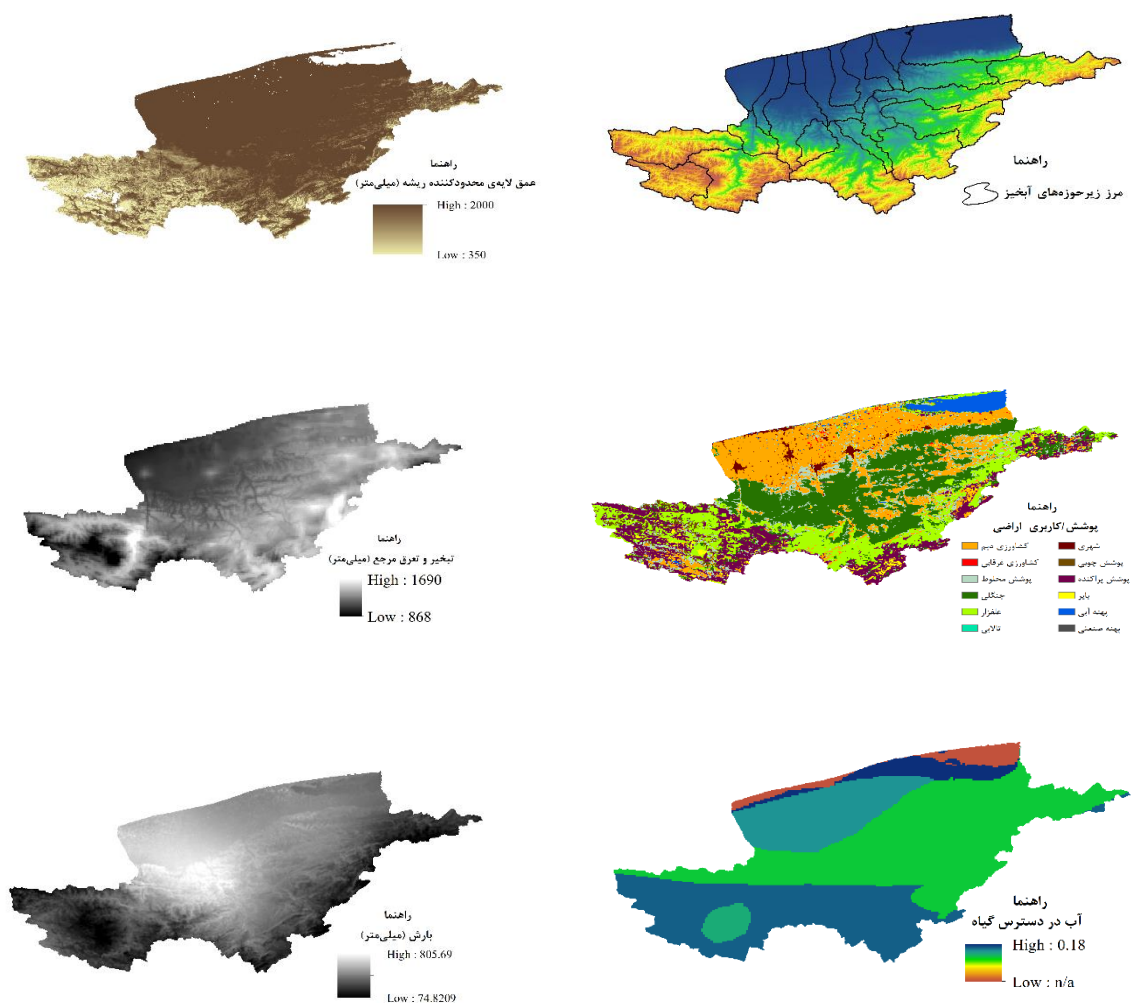 راهنما
عمق لایه‌ی محدودکننده ریشه (میلی‌متر)
High : 2000
Low : 350
راهنما
مرز زیرحوزه‌های آبخیز
راهنما
تبخیر و تعرق مرجع (میلی‌متر)
High : 1690
Low : 868
راهنما
پوشش/کاربری اراضی
کشاورزی دیم
شهری
کشاورزی عرقابی
پوشش چوبی
پوشش مخلوط
پوشش پراکنده
جنگلی
بایر
علفزار
پهنه آبی
تالابی
پهنه صنعتی
راهنما
بارش (میلی‌متر)
High : 805.69
Low : 74.8209
راهنما
آب در دسترس گیاه
High : 0.18
Low : n/a